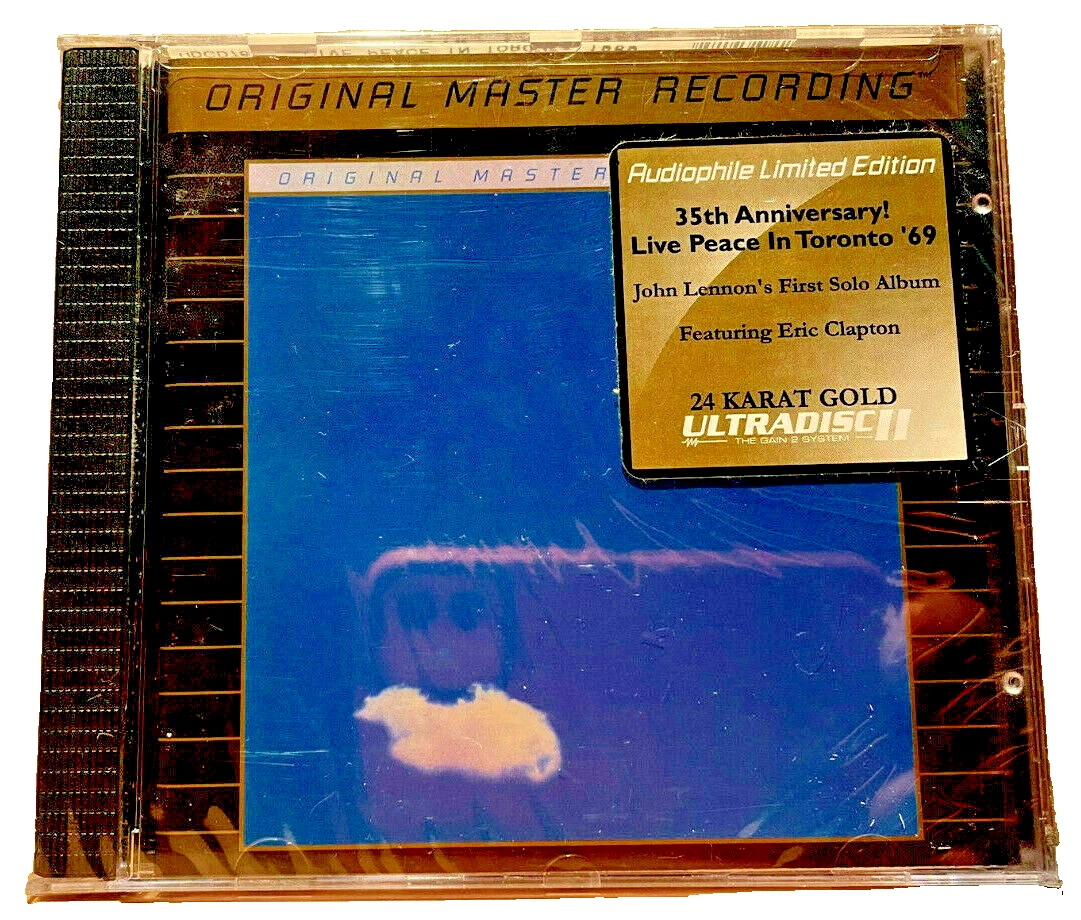 ORIGINAL MASTER RECORDING™
ORIGINAL MASTER
Audiophile Limited Edition
35th Anniversary!
Live Peace In Toronto '69
John Lennon's First Solo Album
Featuring Eric Clapton
24 KARAT GOLD
ULTRADISC II
THE GAIN 2 SYSTEM